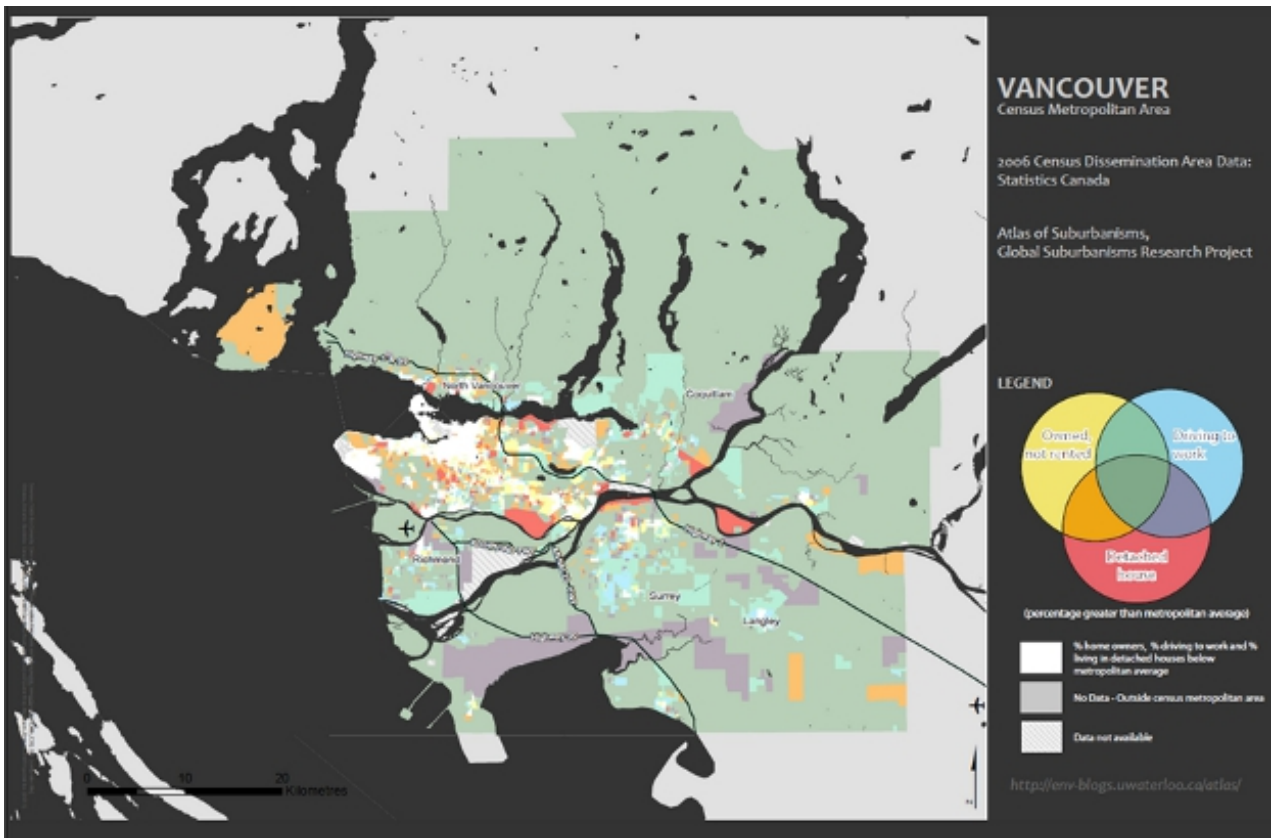 VANCOUVER
Census Metropolitan Area
2006 Census Dissemination Area Data:
Statistics Canada
Atlas of Suburbanisms,
Global Suburbanisms Research Project
LEGEND
Owned
not rented
Driving to
work
Detached
house
(percentage greater than metropolitan average)
% home owners, % driving to work and %
living in detached houses below
metropolitan average
No Data - Outside census metropolitan area
Data not available
http://env-blogs.uwaterloo.ca/atlas/
North Vancouver
Coquitlam
Richmond
Surrey
Langley
0 10 20
Kilometres